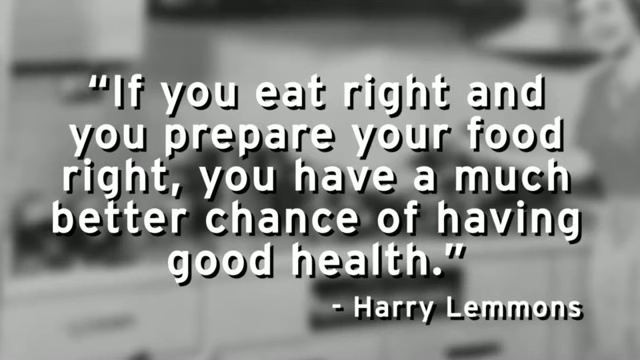 “If you eat right and
you prepare your food
right, you have a much
better chance of having
good health.”
- Harry Lemmons